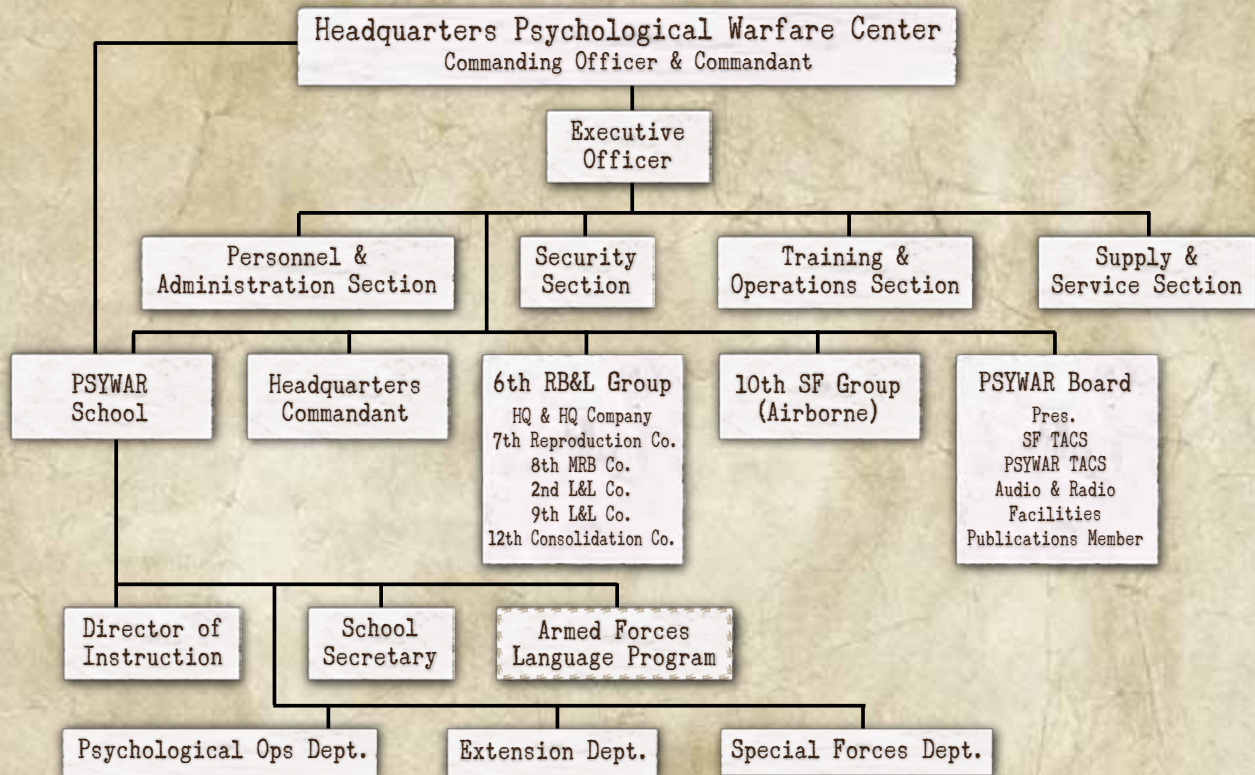 Headquarters Psychological Warfare Center
Commanding Officer & Commandant
Executive
Officer
Personnel &
Administration Section
Security
Section
Training &
Operations Section
Supply &
Service Section
PSYWAR
School
Headquarters
Commandant
6th RB&L Group
HQ & HQ Company
7th Reproduction Co.
8th MRB Co.
2nd L&L Co.
9th L&L Co.
12th Consolidation Co.
10th SF Group
(Airborne)
PSYWAR Board
Pres.
SF TACS
PSYWAR TACS
Audio & Radio
Facilities
Publications Member
Director of
Instruction
School
Secretary
Armed Forces
Language Program
Psychological Ops Dept.
Extension Dept.
Special Forces Dept.